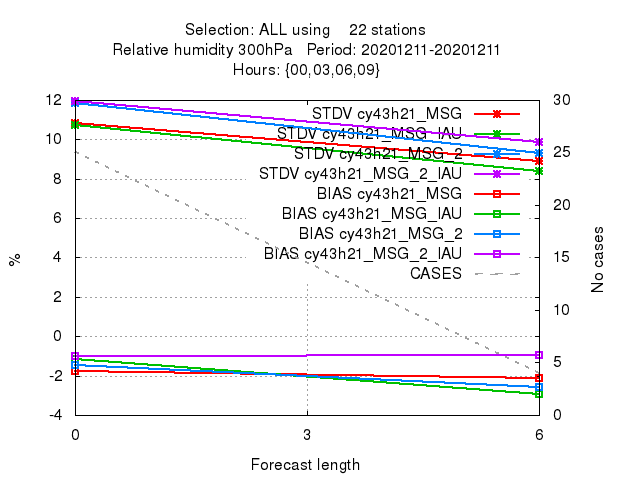 Selection: ALL using 22 stations
Relative humidity 300hPa Period: 20201211-20201211
Hours: {00,03,06,09}
12
10
8
6
4
2
0
-2
-4
%
STDV cy43h21_MSG
STDV cy43h21_MSG_IAU
STDV cy43h21_MSG_2
STDV cy43h21_MSG_2_IAU
BIAS cy43h21_MSG
BIAS cy43h21_MSG_IAU
BIAS cy43h21_MSG_2
BIAS cy43h21_MSG_2_IAU
CASES
30
25
20
15
10
5
0
No cases
0 3 6
Forecast length